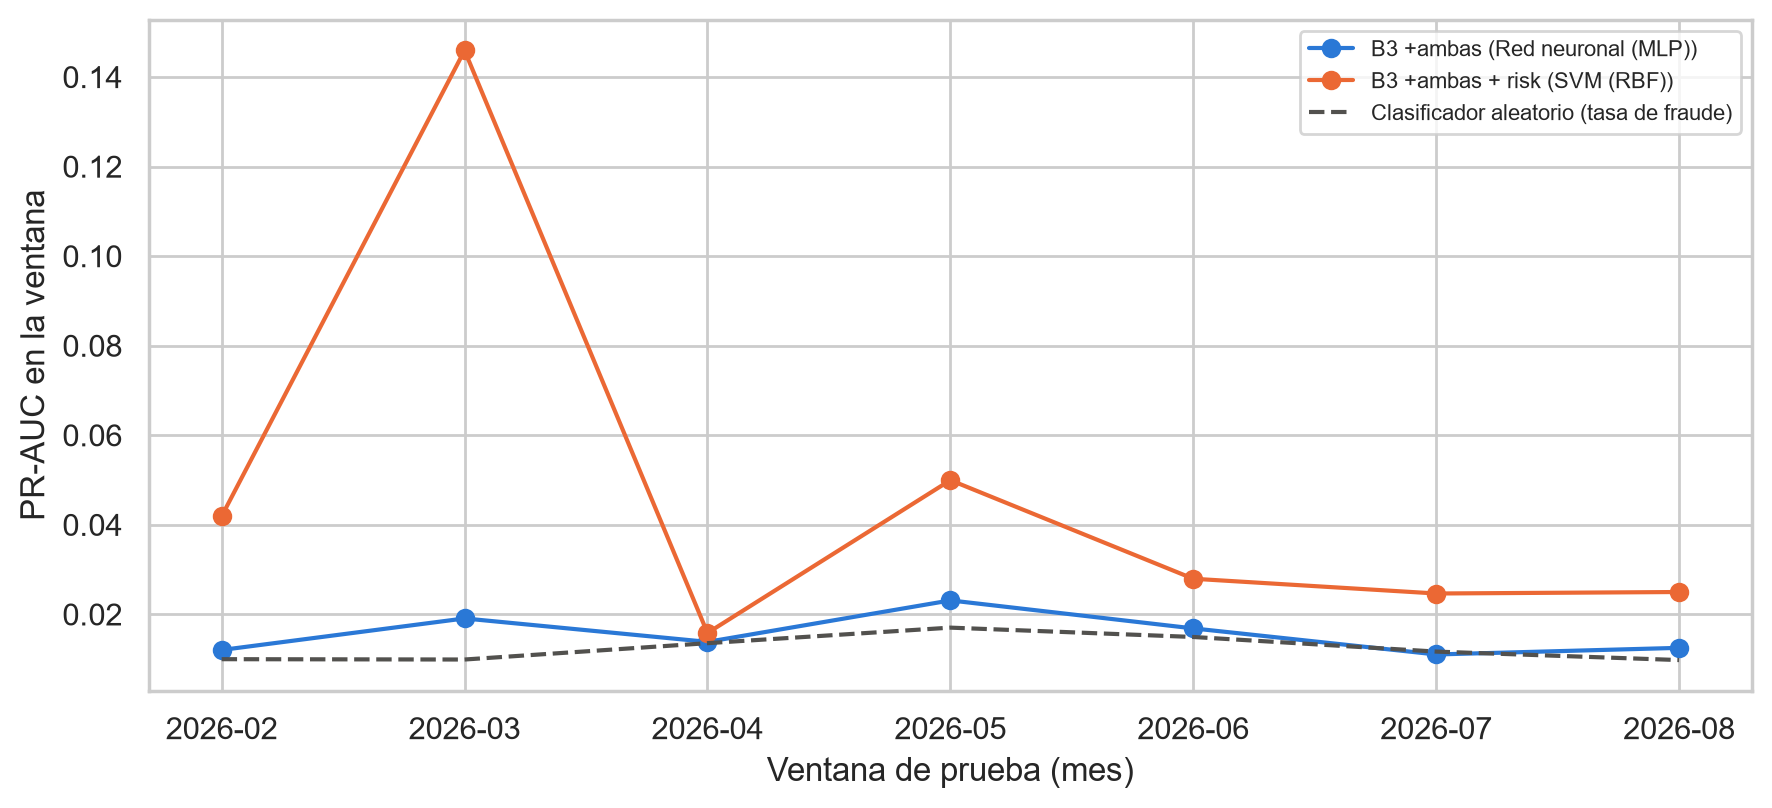 B3 +ambas (Red neuronal (MLP))
B3 +ambas + risk (SVM (RBF))
Clasificador aleatorio (tasa de fraude)
PR-AUC en la ventana
0.14
0.12
0.10
0.08
0.06
0.04
0.02
2026-02 2026-03 2026-04 2026-05 2026-06 2026-07 2026-08
Ventana de prueba (mes)